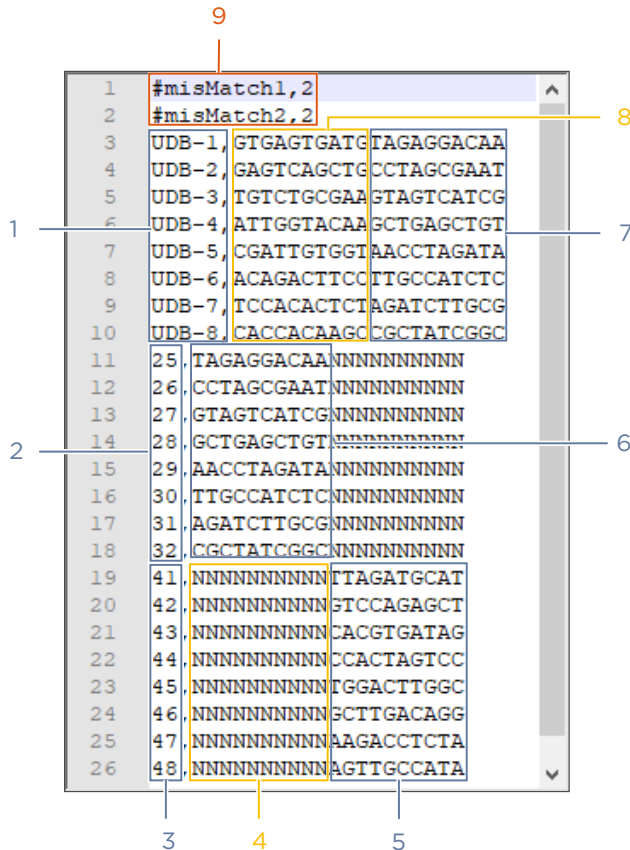 9
1 #misMatch1,2
2 #misMatch2,2
8
3 UDB-1,GTGAGTGATGTAGAGGACAA
4 UDB-2,GAGTCAGCTGCCTAGCGAAT
5 UDB-3,TGTCTGCGAAGTAGTCATCG
6 UDB-4,ATTGGTACAAGCTGAGCTGT
1
7
7 UDB-5,CGATTGTGGTAACCTAGATA
8 UDB-6,ACAGACTTCCTTGCCATCTC
9 UDB-7,TCCACACTCTAGATCTTGCG
10 UDB-8,CACCACAAGCCGCTATCGGC
11 25,TAGAGGACAANNNNNNNNNN
12 26,CCTAGCGAATNNNNNNNNNN
13 27,GTAGTCATCGNNNNNNNNNN
14 28,GCTGAGCTGTNNNNNNNNNN
2
6
15 29,AACCTAGATANNNNNNNNNN
16 30,TTGCCATCTCNNNNNNNNNN
17 31,AGATCTTGCGNNNNNNNNNN
18 32,CGCTATCGGCNNNNNNNNNN
19 41,NNNNNNNNNNTTAGATGCAT
20 42,NNNNNNNNNNGTCCAGAGCT
21 43,NNNNNNNNNNCACGTGATAG
22 44,NNNNNNNNNNCCACTAGTCC
23 45,NNNNNNNNNNTGGACTTGGC
24 46,NNNNNNNNNNGCTTGACAGG
25 47,NNNNNNNNNNAAGACCTCTA
26 48,NNNNNNNNNNAGTTGCCATA
3 4 5